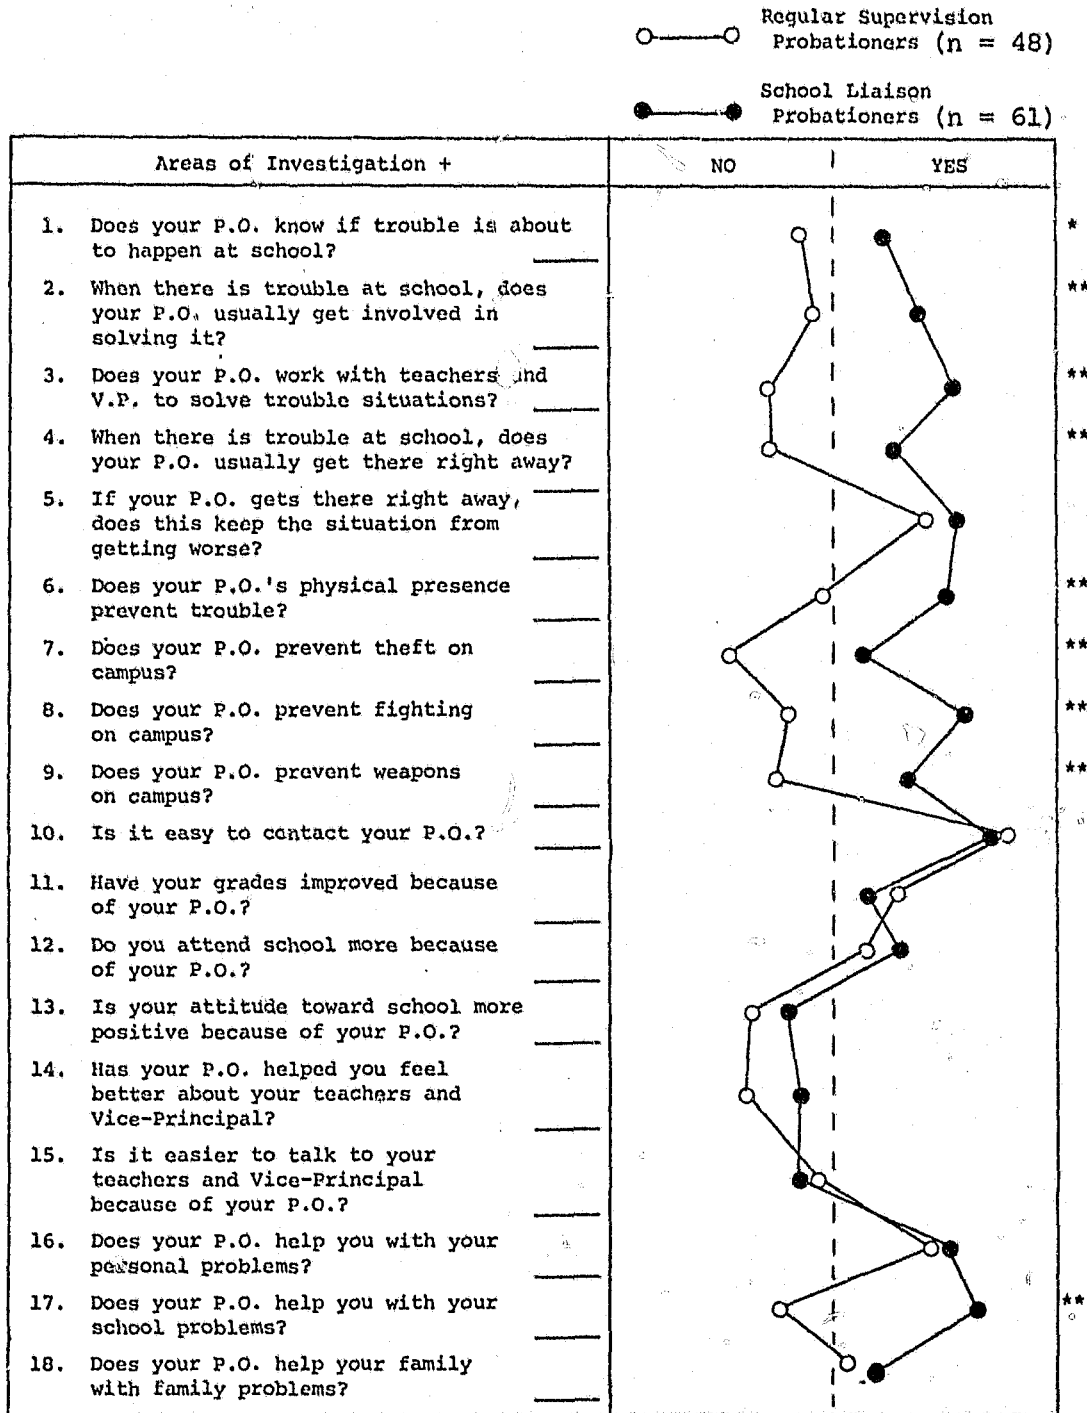 Regular Supervision
Probationers (n = 48)
School Liaison
Probationers (n = 61)
Areas of Investigation +
NO
YES
1. Does your P.O. know if trouble is about
to happen at school?
*
2. When there is trouble at school, does
your P.O. usually get involved in
solving it?
**
3. Does your P.O. work with teachers and
V.P. to solve trouble situations?
**
4. When there is trouble at school, does
your P.O. usually get there right away?
**
5. If your P.O. gets there right away,
does this keep the situation from
getting worse?
6. Does your P.O.'s physical presence
prevent trouble?
**
7. Does your P.O. prevent theft on
campus?
**
8. Does your P.O. prevent fighting
on campus?
**
9. Does your P.O. prevent weapons
on campus?
**
10. Is it easy to contact your P.O.?
11. Have your grades improved because
of your P.O.?
12. Do you attend school more because
of your P.O.?
13. Is your attitude toward school more
positive because of your P.O.?
14. Has your P.O. helped you feel
better about your teachers and
Vice-Principal?
15. Is it easier to talk to your
teachers and Vice-Principal
because of your P.O.?
16. Does your P.O. help you with your
personal problems?
17. Does your P.O. help you with your
school problems?
**
18. Does your P.O. help your family
with family problems?